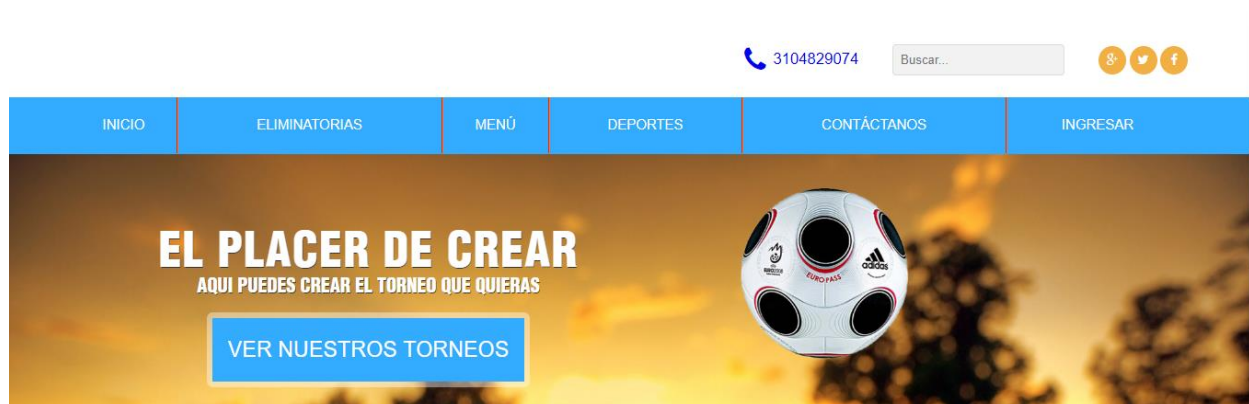 3104829074
Buscar...
INICIO ELIMINATORIAS MENÚ DEPORTES CONTÁCTANOS INGRESAR
EL PLACER DE CREAR
AQUI PUEDES CREAR EL TORNEO QUE QUIERAS
VER NUESTROS TORNEOS
adidas
EUROPASS